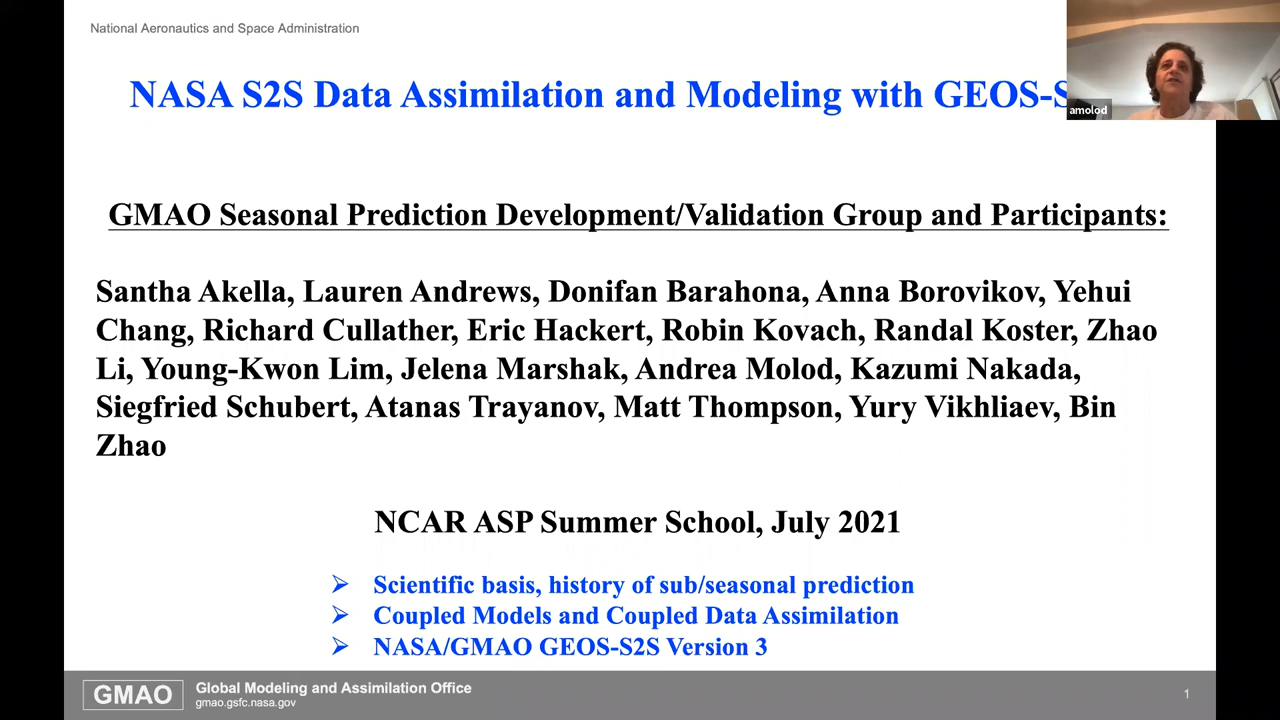 National Aeronautics and Space Administration
NASA S2S Data Assimilation and Modeling with GEOS-S
amolod
GMAO Seasonal Prediction Development/Validation Group and Participants:
Santha Akella, Lauren Andrews, Donifan Barahona, Anna Borovikov, Yehui
Chang, Richard Cullather, Eric Hackert, Robin Kovach, Randal Koster, Zhao
Li, Young-Kwon Lim, Jelena Marshak, Andrea Molod, Kazumi Nakada,
Siegfried Schubert, Atanas Trayanov, Matt Thompson, Yury Vikhliaev, Bin
Zhao
NCAR ASP Summer School, July 2021
➢ Scientific basis, history of sub/seasonal prediction
➢ Coupled Models and Coupled Data Assimilation
➢ NASA/GMAO GEOS-S2S Version 3
GMAO
Global Modeling and Assimilation Office
gmao.gsfc.nasa.gov
1